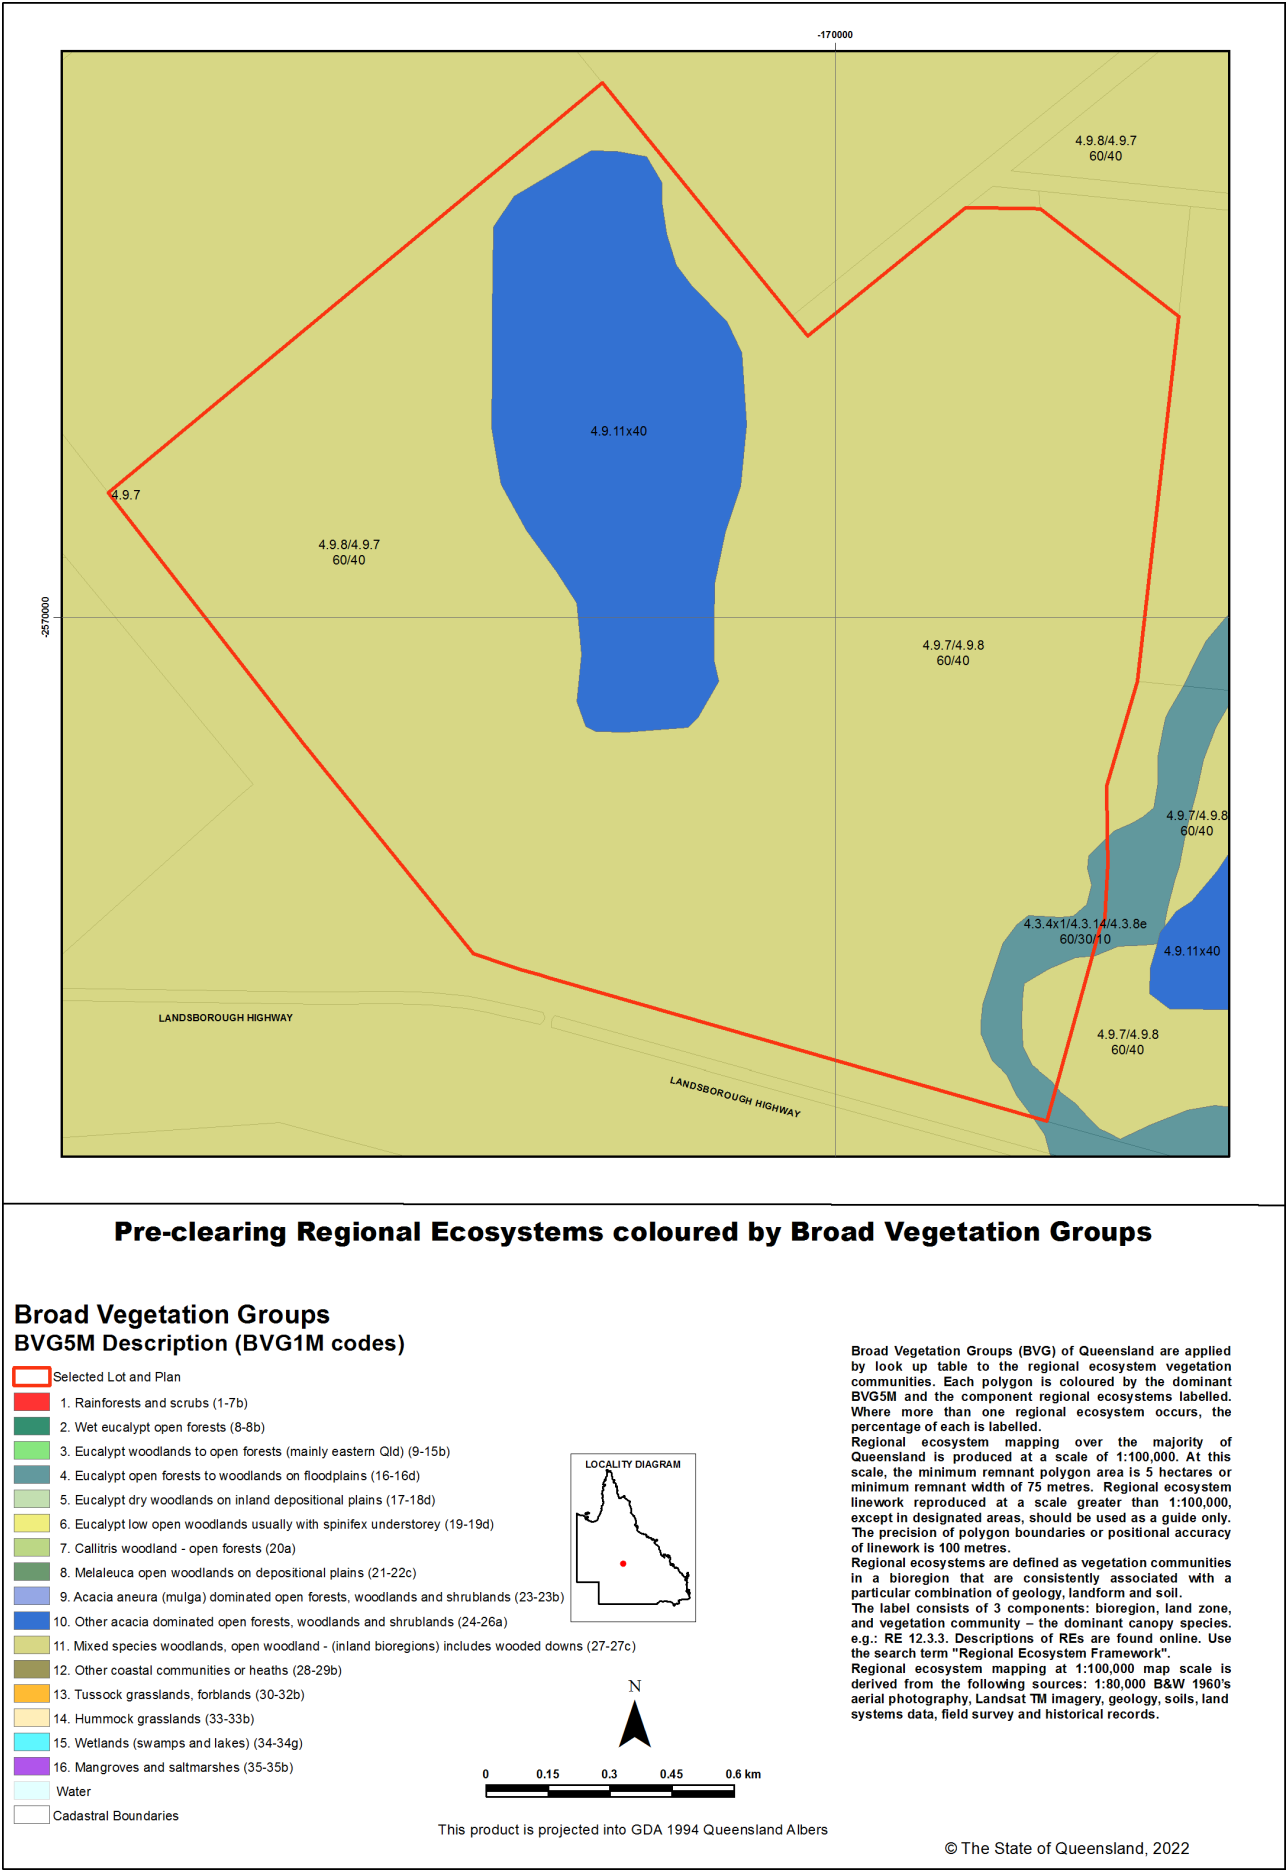 -170000
4.9.8/4.9.7
60/40
4.9.11x40
4.9.7
4.9.8/4.9.7
60/40
-2570000
4.9.7/4.9.8
60/40
4.9.7/4.9.8
60/40
4.3.4x1/4.3.14/4.3.8e
60/30/10
4.9.11x40
4.9.7/4.9.8
60/40
LANDSBOROUGH HIGHWAY
LANDSBOROUGH HIGHWAY
Pre-clearing Regional Ecosystems coloured by Broad Vegetation Groups
Broad Vegetation Groups
BVG5M Description (BVG1M codes)
Selected Lot and Plan
1. Rainforests and scrubs (1-7b)
2. Wet eucalypt open forests (8-8b)
3. Eucalypt woodlands to open forests (mainly eastern Qld) (9-15b)
4. Eucalypt open forests to woodlands on floodplains (16-16d)
5. Eucalypt dry woodlands on inland depositional plains (17-18d)
6. Eucalypt low open woodlands usually with spinifex understorey (19-19d)
7. Callitris woodland - open forests (20a)
8. Melaleuca open woodlands on depositional plains (21-22c)
9. Acacia aneura (mulga) dominated open forests, woodlands and shrublands (23-23b)
10. Other acacia dominated open forests, woodlands and shrublands (24-26a)
11. Mixed species woodlands, open woodland - (inland bioregions) includes wooded downs (27-27c)
12. Other coastal communities or heaths (28-29b)
13. Tussock grasslands, forblands (30-32b)
14. Hummock grasslands (33-33b)
15. Wetlands (swamps and lakes) (34-34g)
16. Mangroves and saltmarshes (35-35b)
Water
Cadastral Boundaries
LOCALITY DIAGRAM
N
0 0.15 0.3 0.45 0.6 km
This product is projected into GDA 1994 Queensland Albers
Broad Vegetation Groups (BVG) of Queensland are applied
by look up table to the regional ecosystem vegetation
communities. Each polygon is coloured by the dominant
BVG5M and the component regional ecosystems labelled.
Where more than one regional ecosystem occurs, the
percentage of each is labelled.
Regional ecosystem mapping over the majority of
Queensland is produced at a scale of 1:100,000. At this
scale, the minimum remnant polygon area is 5 hectares or
minimum remnant width of 75 metres. Regional ecosystem
linework reproduced at a scale greater than 1:100,000,
except in designated areas, should be used as a guide only.
The precision of polygon boundaries or positional accuracy
of linework is 100 metres.
Regional ecosystems are defined as vegetation communities
in a bioregion that are consistently associated with a
particular combination of geology, landform and soil.
The label consists of 3 components: bioregion, land zone,
and vegetation community – the dominant canopy species.
e.g.: RE 12.3.3. Descriptions of REs are found online. Use
the search term "Regional Ecosystem Framework".
Regional ecosystem mapping at 1:100,000 map scale is
derived from the following sources: 1:80,000 B&W 1960's
aerial photography, Landsat TM imagery, geology, soils, land
systems data, field survey and historical records.
© The State of Queensland, 2022